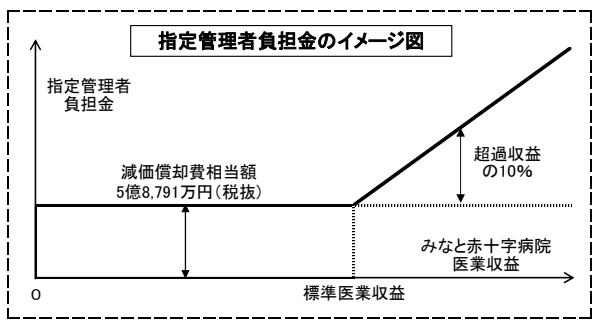 指定管理者負担金のイメージ図
指定管理者
負担金
減価償却費相当額
5億8,791万円(税抜)
超過収益
の10%
みなと赤十字病院
医業収益
0
標準医業収益